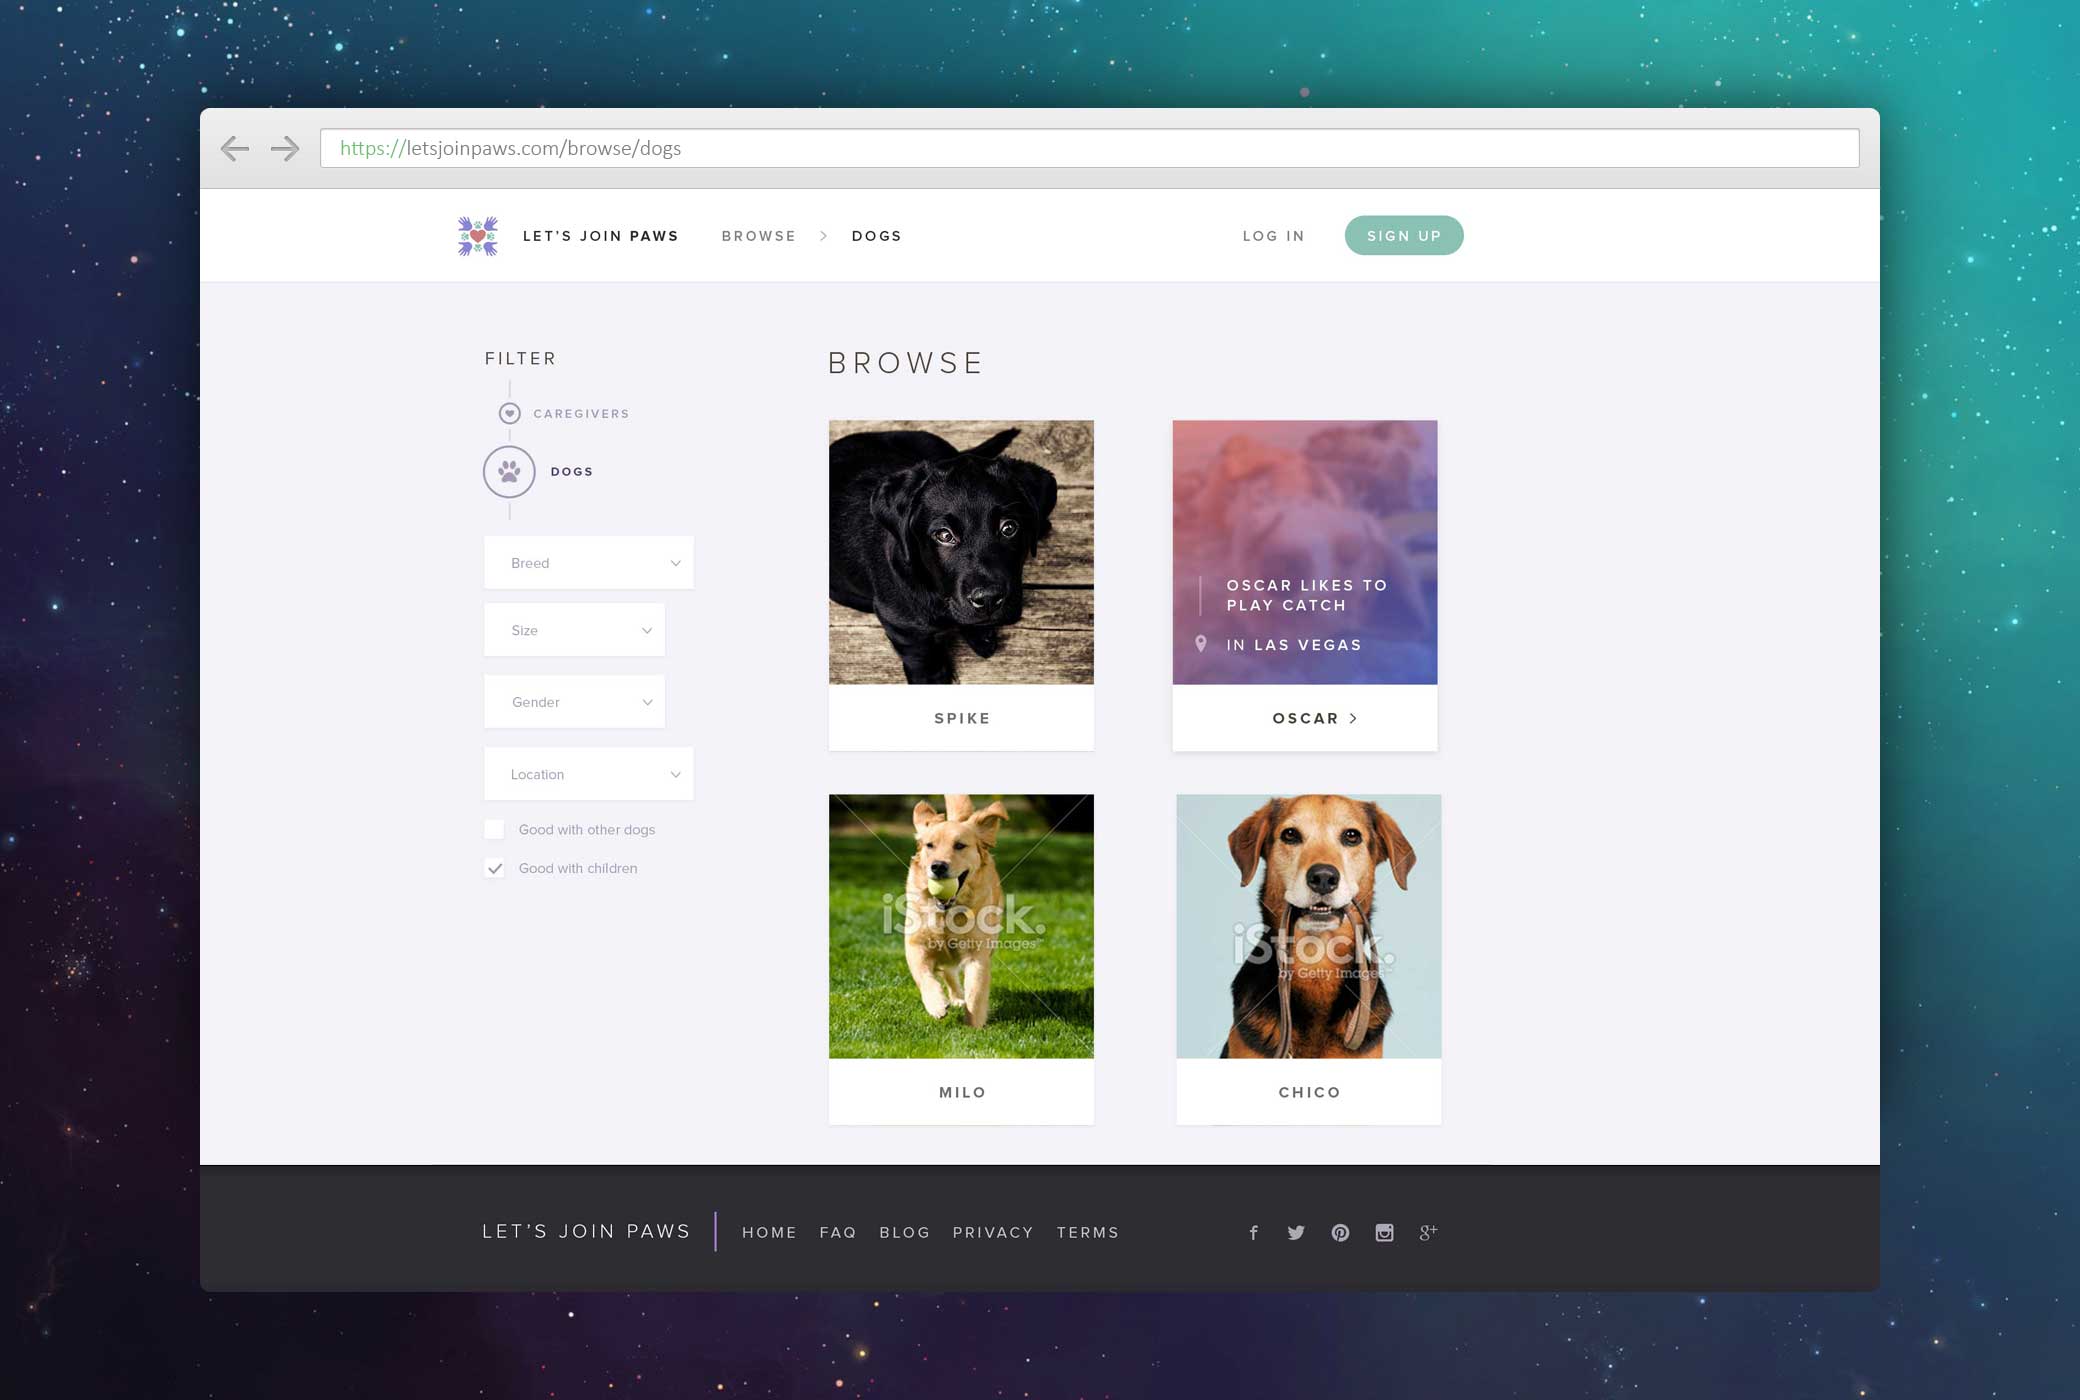 https://letsjoinpaws.com/browse/dogs
LET'S JOIN PAWS
BROWSE > DOGS
LOG IN
SIGN UP
FILTER
CAREGIVERS
DOGS
Breed
Size
Gender
Location
Good with other dogs
Good with children
BROWSE
SPIKE
OSCAR LIKES TO
PLAY CATCH
IN LAS VEGAS
OSCAR >
iStock.
by Getty Images™
MILO
iStock.
by Getty Images™
CHICO
LET'S JOIN PAWS
HOME FAQ BLOG PRIVACY TERMS
f g+